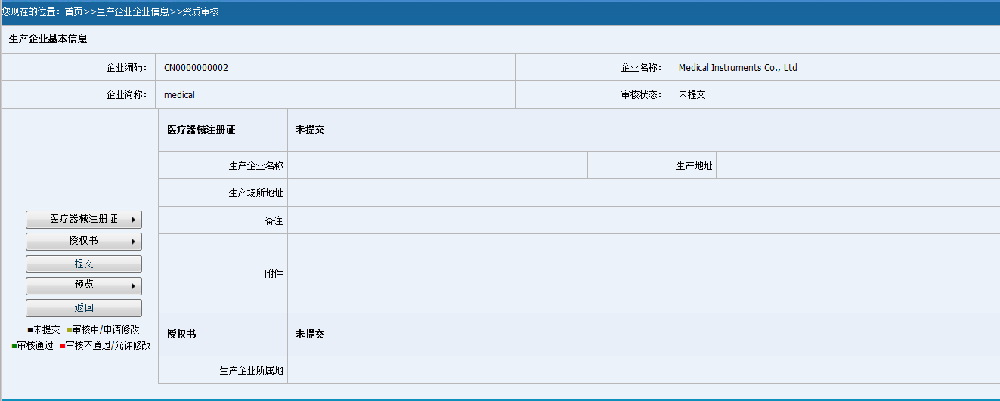 您现在的位置：首页>>生产企业企业信息>>资质审核
生产企业基本信息
企业编码： CN0000000002 企业名称： Medical Instruments Co., Ltd
企业简称： medical 审核状态： 未提交
医疗器械注册证 未提交
生产企业名称 生产地址
生产场所地址
备注
附件
授权书 未提交
生产企业所属地
医疗器械注册证
授权书
提交
预览
返回
■未提交 ■审核中/申请修改
■审核通过 ■审核不通过/允许修改